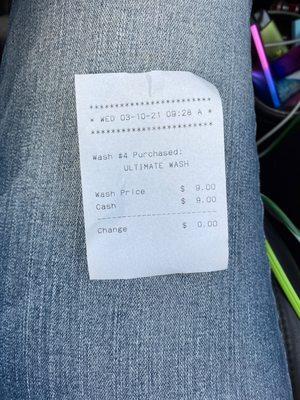 ************************
* WED 03-10-21 09:28 A *
************************
Wash #4 Purchased:
ULTIMATE WASH
Wash Price $ 9.00
Cash $ 9.00
------------------------
Change $ 0.00